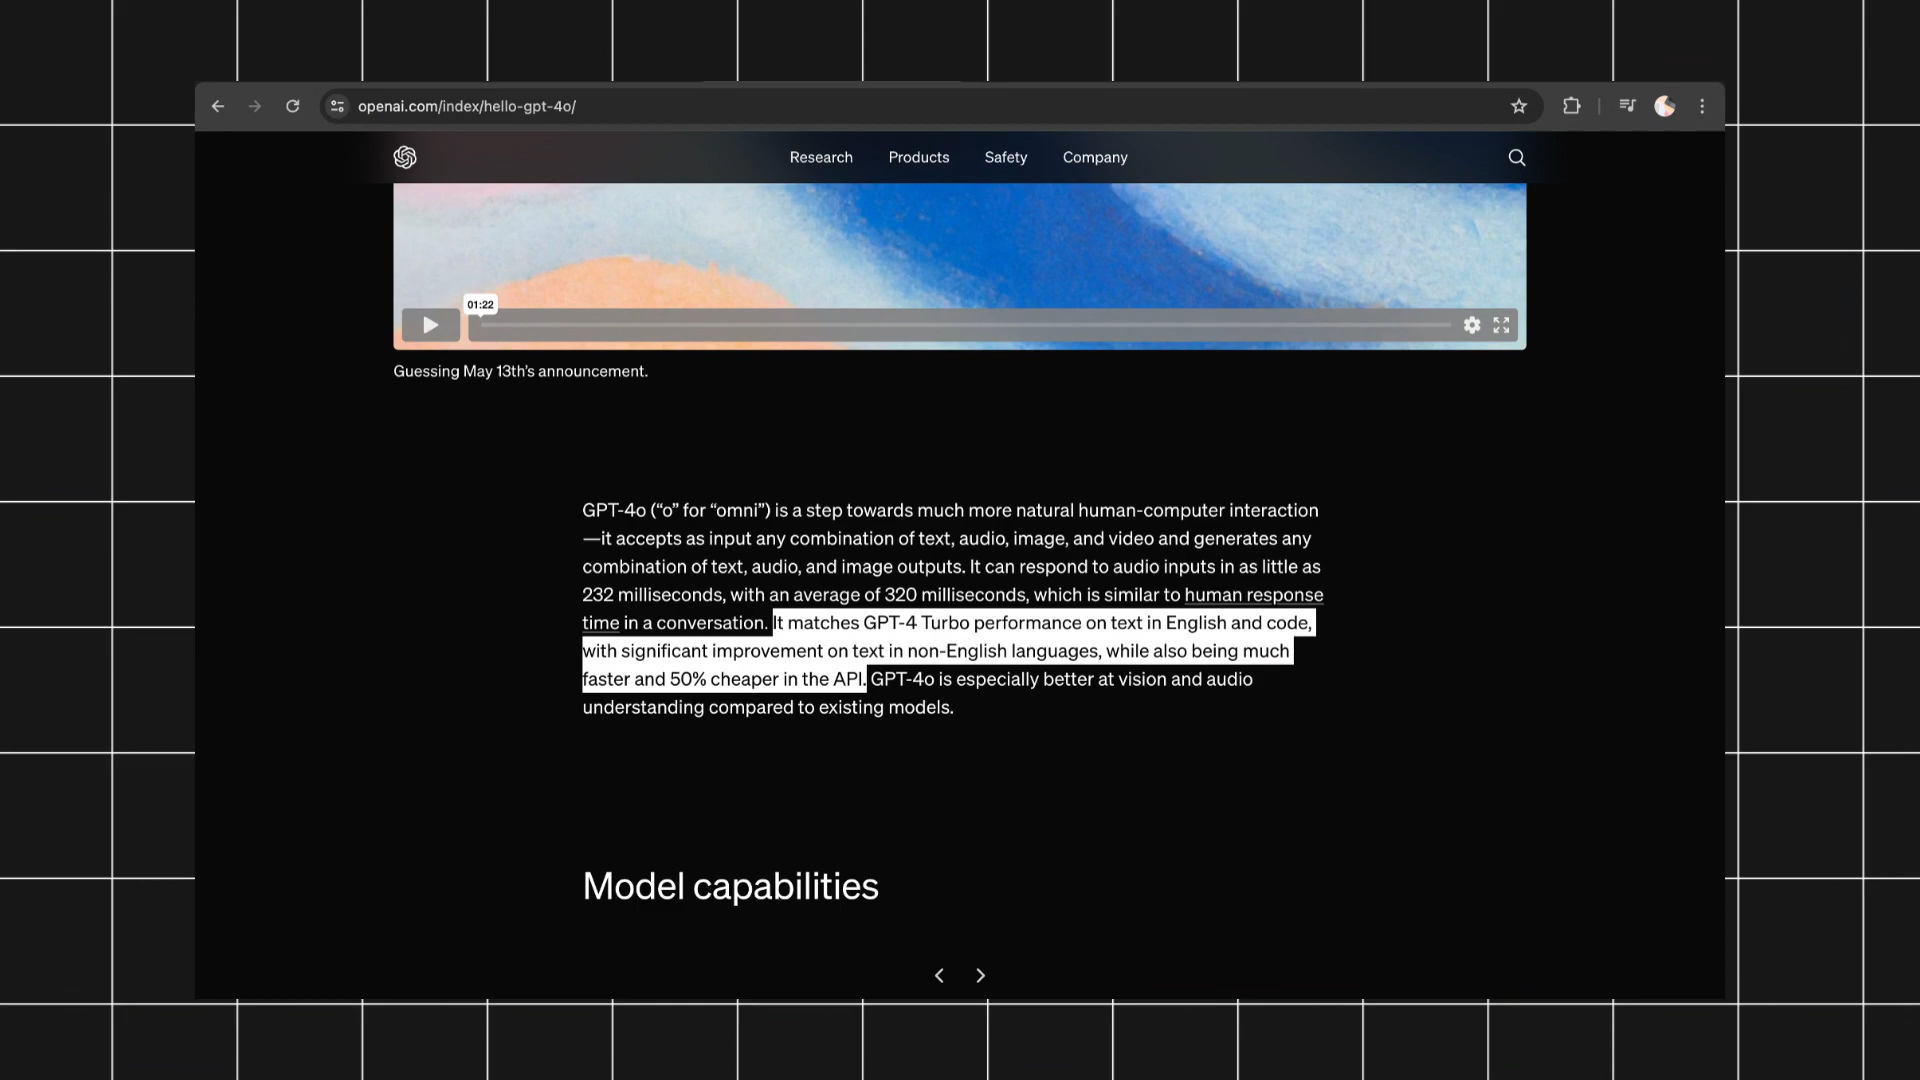 openai.com/index/hello-gpt-4o/
Research Products Safety Company
01:22
Guessing May 13th's announcement.
GPT-4o (“o” for “omni”) is a step towards much more natural human-computer interaction
—it accepts as input any combination of text, audio, image, and video and generates any
combination of text, audio, and image outputs. It can respond to audio inputs in as little as
232 milliseconds, with an average of 320 milliseconds, which is similar to human response
time in a conversation. It matches GPT-4 Turbo performance on text in English and code,
with significant improvement on text in non-English languages, while also being much
faster and 50% cheaper in the API. GPT-4o is especially better at vision and audio
understanding compared to existing models.
Model capabilities